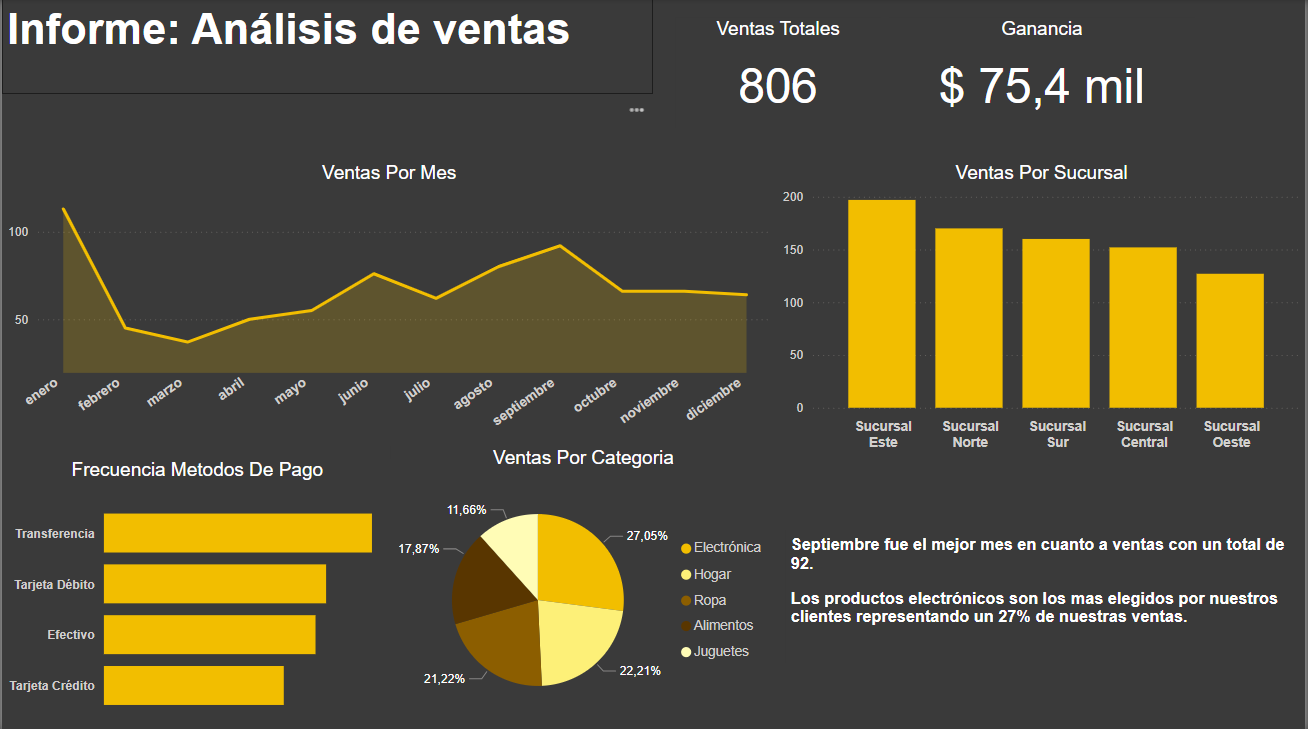 Informe: Análisis de ventas
Ventas Totales
806
Ganancia
$ 75,4 mil
Ventas Por Mes
100
50
enero
febrero
marzo
abril
mayo
junio
julio
agosto
septiembre
octubre
noviembre
diciembre
Ventas Por Sucursal
200
150
100
50
0
Sucursal
Este
Sucursal
Norte
Sucursal
Sur
Sucursal
Central
Sucursal
Oeste
Frecuencia Metodos De Pago
Transferencia
Tarjeta Débito
Efectivo
Tarjeta Crédito
Ventas Por Categoria
11,66%
27,05%
17,87%
21,22%
22,21%
Electrónica
Hogar
Ropa
Alimentos
Juguetes
Septiembre fue el mejor mes en cuanto a ventas con un total de
92.
Los productos electrónicos son los mas elegidos por nuestros
clientes representando un 27% de nuestras ventas.